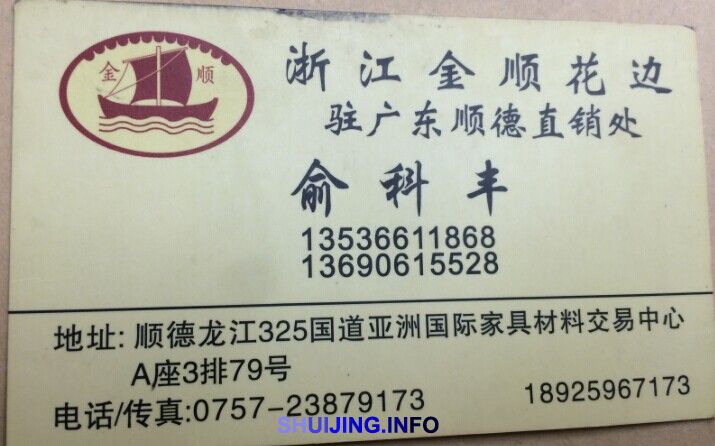 金 顺
浙江金顺花边
驻广东顺德直销处
俞科丰
13536611868
13690615528
地址: 顺德龙江325国道亚洲国际家具材料交易中心
A座3排79号
电话/传真:0757-23879173 18925967173
SHUIJING.INFO